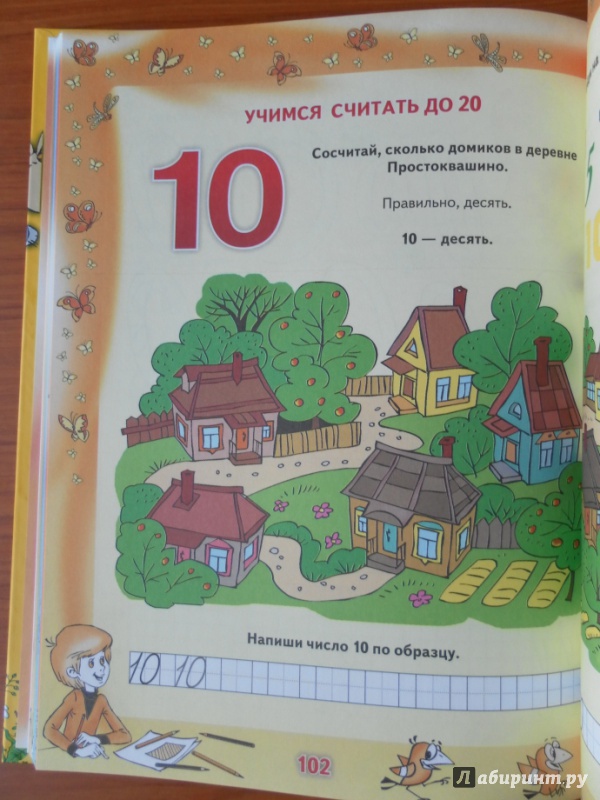 УЧИМСЯ СЧИТАТЬ ДО 20
10
Сосчитай, сколько домиков в деревне
Простоквашино.
Правильно, десять.
10 — десять.
Напиши число 10 по образцу.
10 10
102
Лабиринт.ру